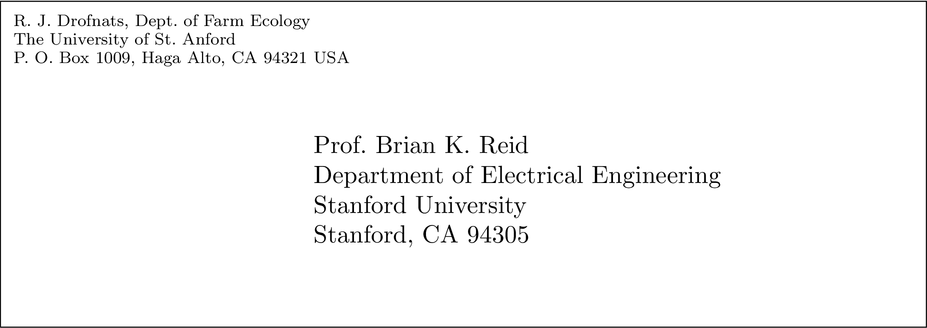 R. J. Drofnats, Dept. of Farm Ecology
The University of St. Anford
P. O. Box 1009, Haga Alto, CA 94321 USA
Prof. Brian K. Reid
Department of Electrical Engineering
Stanford University
Stanford, CA 94305